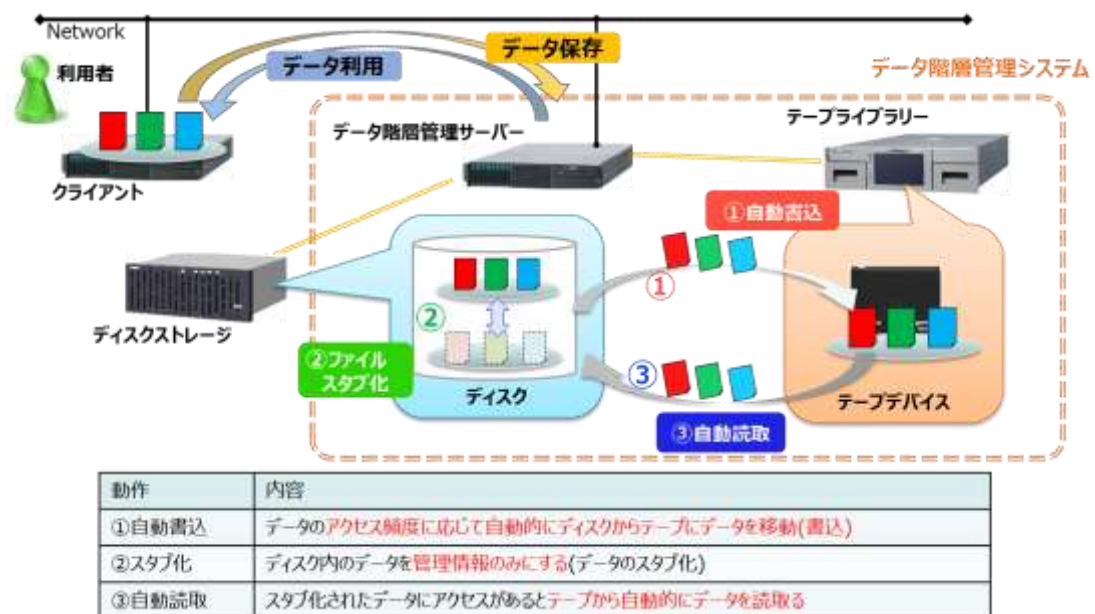 Network
データ保存
データ利用
利用者
データ階層管理システム
テープライブラリー
データ階層管理サーバー
クライアント
①自動書込
①
②
ディスクストレージ
②ファイル
スタブ化
③
ディスク
テープデバイス
③自動読取
動作 内容
①自動書込 データのアクセス頻度に応じて自動的にディスクからテープにデータを移動(書込)
②スタブ化 ディスク内のデータを管理情報のみにする(データのスタブ化)
③自動読取 スタブ化されたデータにアクセスがあるとテープから自動的にデータを読取る